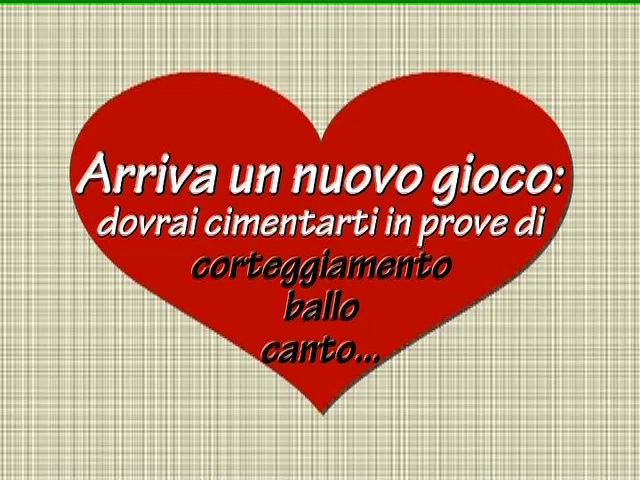 Arriva un nuovo gioco:
dovrai cimentarti in prove di
corteggiamento
ballo
canto...